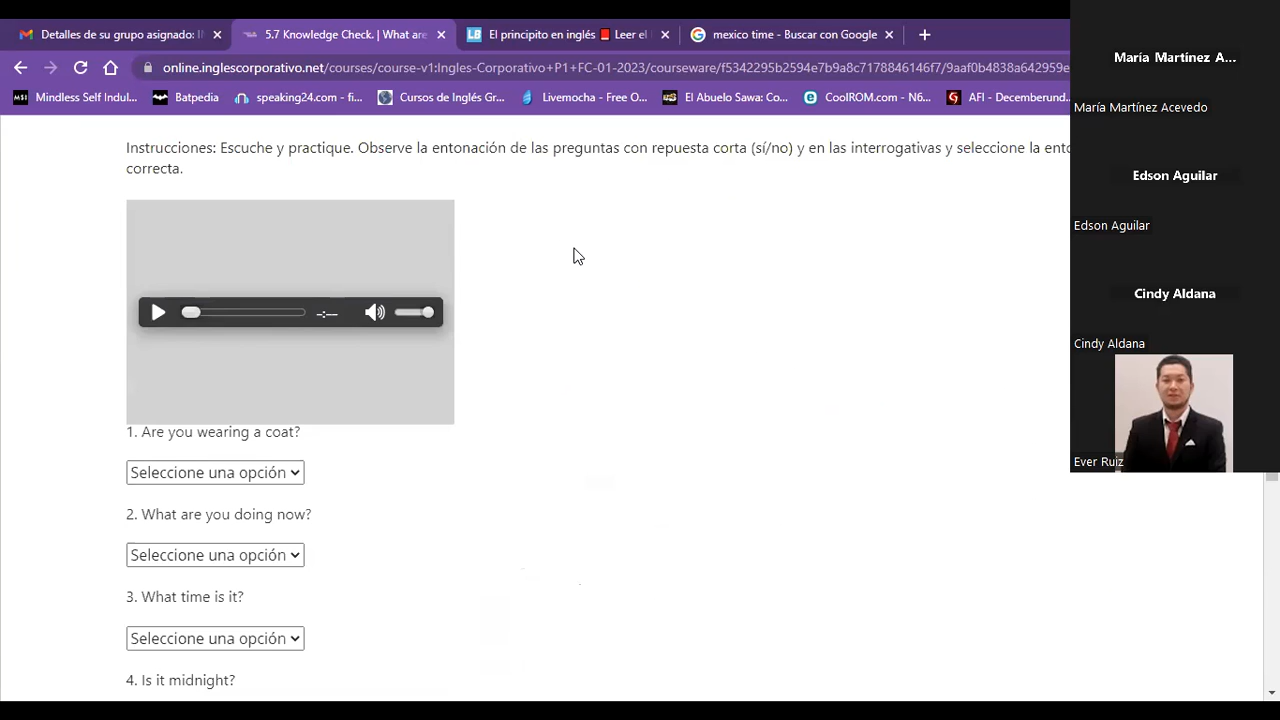 Detalles de su grupo asignado: I
5.7 Knowledge Check. | What are
El principito en inglés 📕 Leer el
mexico time - Buscar con Google
online.inglescorporativo.net/courses/course-v1:Ingles-Corporativo+P1+FC-01-2023/courseware/f5342295b2594e7b9a8c7178846146f7/9aaf0b4838a642959e
Mindless Self Indul...
Batpedia
speaking24.com - fi...
Cursos de Inglés Gr...
Livemocha - Free O...
El Abuelo Sawa: Co...
CoolROM.com - N6...
AFI - Decemberund...
Instrucciones: Escuche y practique. Observe la entonación de las preguntas con repuesta corta (sí/no) y en las interrogativas y seleccione la ento
correcta.
-:--
1. Are you wearing a coat?
Seleccione una opción
2. What are you doing now?
Seleccione una opción
3. What time is it?
Seleccione una opción
4. Is it midnight?
María Martínez A...
María Martínez Acevedo
Edson Aguilar
Edson Aguilar
Cindy Aldana
Cindy Aldana
Ever Ruiz